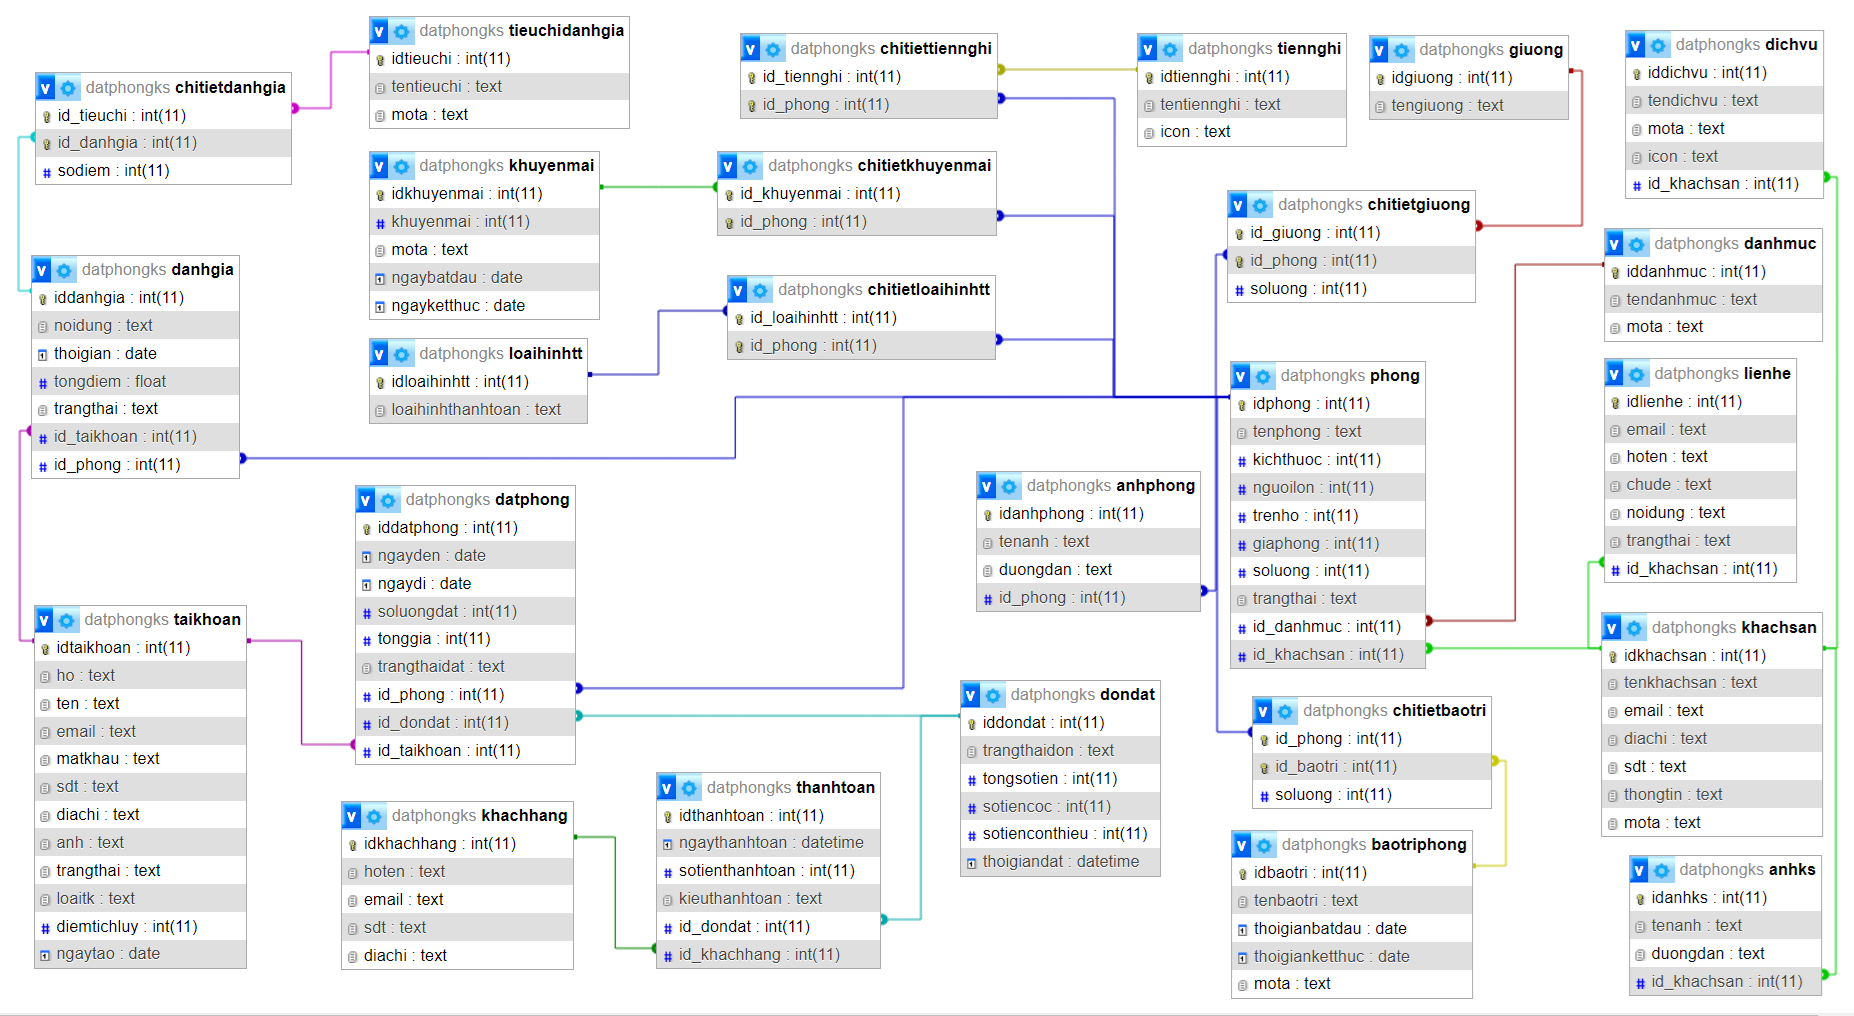 datphongks tieuchidanhgia
idtieuchi : int(11)
tentieuchi : text
mota : text
datphongks chitiettiennghi
id_tiennghi : int(11)
id_phong : int(11)
datphongks tiennghi
idtiennghi : int(11)
tentiennghi : text
icon : text
datphongks giuong
idgiuong : int(11)
tengiuong : text
datphongks dichvu
iddichvu : int(11)
tendichvu : text
mota : text
icon : text
id_khachsan : int(11)
datphongks chitietdanhgia
id_tieuchi : int(11)
id_danhgia : int(11)
sodiem : int(11)
datphongks khuyenmai
idkhuyenmai : int(11)
khuyenmai : int(11)
mota : text
ngaybatdau : date
ngayketthuc : date
datphongks chitietkhuyenmai
id_khuyenmai : int(11)
id_phong : int(11)
datphongks chitietgiuong
id_giuong : int(11)
id_phong : int(11)
soluong : int(11)
datphongks danhmuc
iddanhmuc : int(11)
tendanhmuc : text
mota : text
datphongks danhgia
iddanhgia : int(11)
noidung : text
thoigian : date
tongdiem : float
trangthai : text
id_taikhoan : int(11)
id_phong : int(11)
datphongks loaihinhtt
idloaihinhtt : int(11)
loaihinhthanhtoan : text
datphongks chitietloaihinhtt
id_loaihinhtt : int(11)
id_phong : int(11)
datphongks phong
idphong : int(11)
tenphong : text
kichthuoc : int(11)
nguoilon : int(11)
trenho : int(11)
giaphong : int(11)
soluong : int(11)
trangthai : text
id_danhmuc : int(11)
id_khachsan : int(11)
datphongks lienhe
idlienhe : int(11)
email : text
hoten : text
chude : text
noidung : text
trangthai : text
id_khachsan : int(11)
datphongks datphong
iddatphong : int(11)
ngayden : date
ngaydi : date
soluongdat : int(11)
tonggia : int(11)
trangthaidat : text
id_phong : int(11)
id_dondat : int(11)
id_taikhoan : int(11)
datphongks anhphong
idanhphong : int(11)
tenanh : text
duongdan : text
id_phong : int(11)
datphongks taikhoan
idtaikhoan : int(11)
ho : text
ten : text
email : text
matkhau : text
sdt : text
diachi : text
anh : text
trangthai : text
loaitk : text
diemtichluy : int(11)
ngaytao : date
datphongks khachhang
idkhachhang : int(11)
hoten : text
email : text
sdt : text
diachi : text
datphongks thanhtoan
idthanhtoan : int(11)
ngaythanhtoan : datetime
sotienthanhtoan : int(11)
kieuthanhtoan : text
id_dondat : int(11)
id_khachhang : int(11)
datphongks dondat
iddondat : int(11)
trangthaidon : text
tongsotien : int(11)
sotiencoc : int(11)
sotienconthieu : int(11)
thoigiandat : datetime
datphongks chitietbaotri
id_phong : int(11)
id_baotri : int(11)
soluong : int(11)
datphongks baotriphong
idbaotri : int(11)
tenbaotri : text
thoigianbatdau : date
thoigianketthuc : date
mota : text
datphongks khachsan
idkhachsan : int(11)
tenkhachsan : text
email : text
diachi : text
sdt : text
thongtin : text
mota : text
datphongks anhks
idanhks : int(11)
tenanh : text
duongdan : text
id_khachsan : int(11)